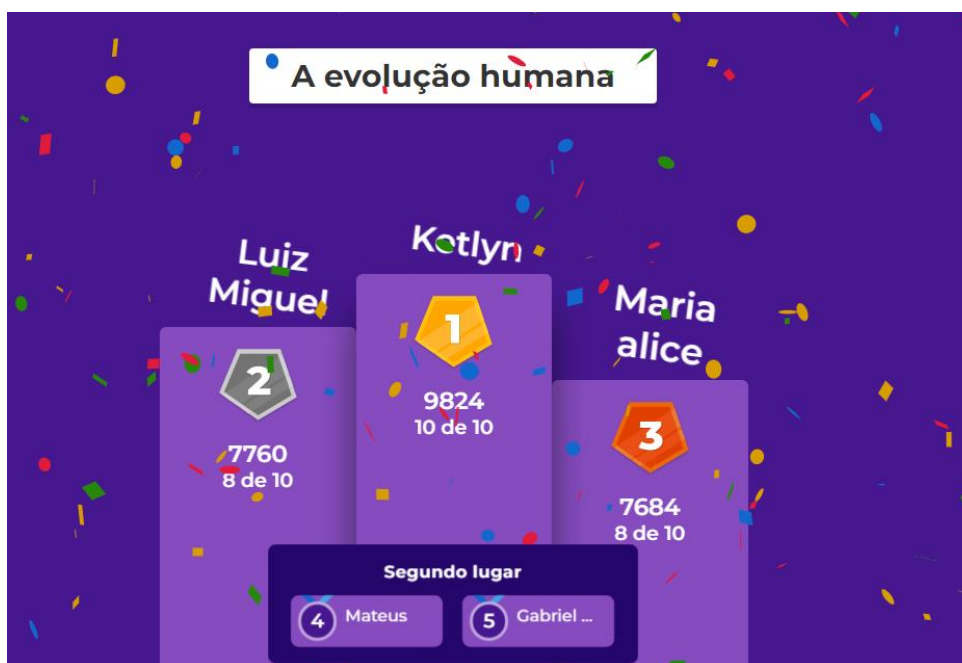 A evolução humana
Ketlyn
1
9824
10 de 10
Luiz
Miguel
2
7760
8 de 10
Maria
alice
3
7684
8 de 10
Segundo lugar
4 Mateus
5 Gabriel ...